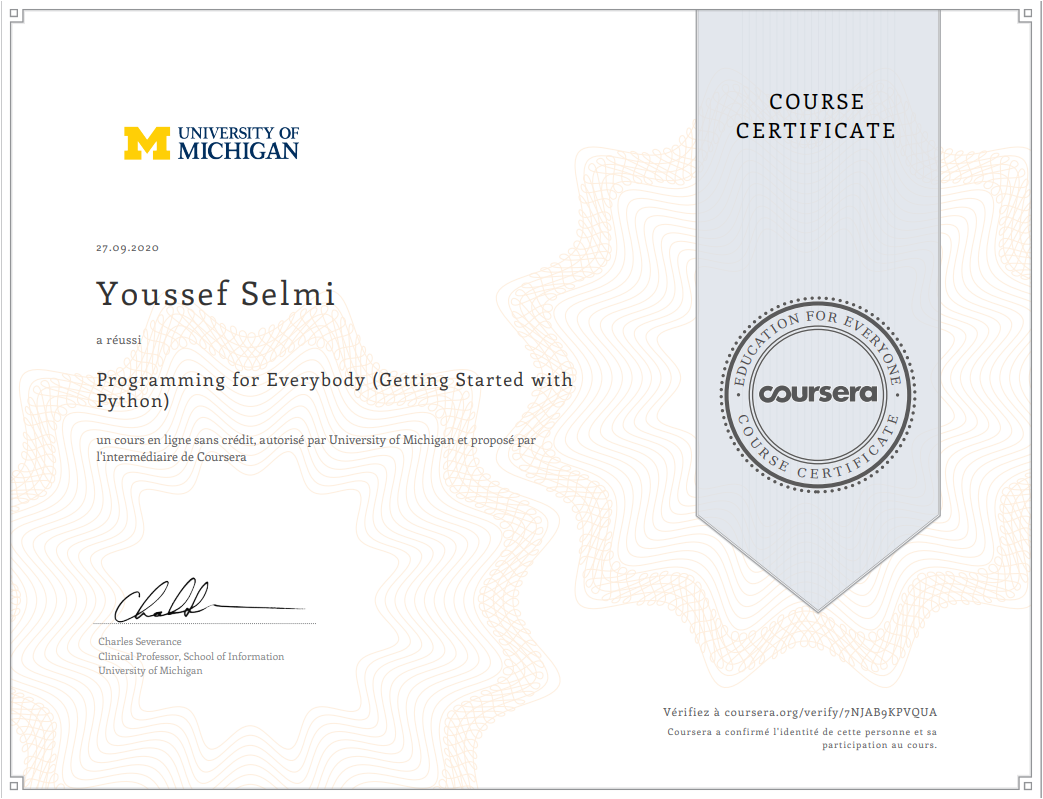 COURSE
CERTIFICATE
UNIVERSITY OF
MICHIGAN
27.09.2020
Youssef Selmi
a réussi
Programming for Everybody (Getting Started with
Python)
un cours en ligne sans crédit, autorisé par University of Michigan et proposé par
l'intermédiaire de Coursera
EDUCATION FOR EVERYONE
coursera
COURSE CERTIFICATE
Charles Severance
Clinical Professor, School of Information
University of Michigan
Vérifiez à coursera.org/verify/7NJAB9KPVQUA
Coursera a confirmé l'identité de cette personne et sa
participation au cours.